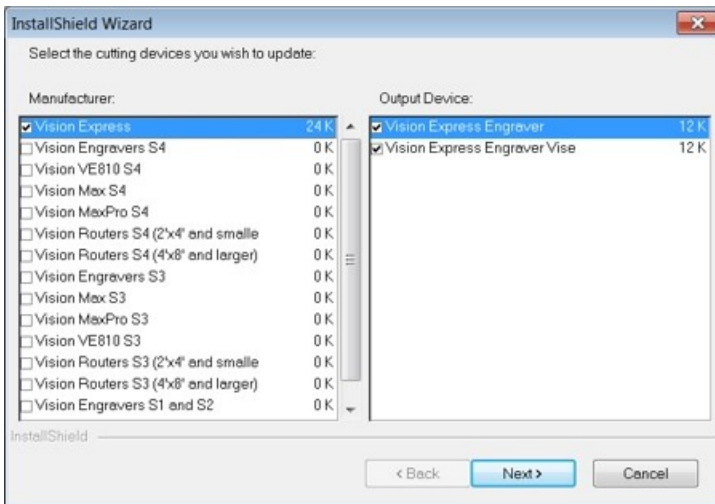 InstallShield Wizard
Select the cutting devices you wish to update:
Manufacturer:
Output Device:
Vision Express 24 K
Vision Engravers S4 0 K
Vision VE810 S4 0 K
Vision Max S4 0 K
Vision MaxPro S4 0 K
Vision Routers S4 (2'x4' and smalle 0 K
Vision Routers S4 (4'x8' and larger) 0 K
Vision Engravers S3 0 K
Vision Max S3 0 K
Vision MaxPro S3 0 K
Vision VE810 S3 0 K
Vision Routers S3 (2'x4' and smalle 0 K
Vision Routers S3 (4'x8' and larger) 0 K
Vision Engravers S1 and S2 0 K
Vision Express Engraver 12 K
Vision Express Engraver Vise 12 K
InstallShield
< Back Next > Cancel